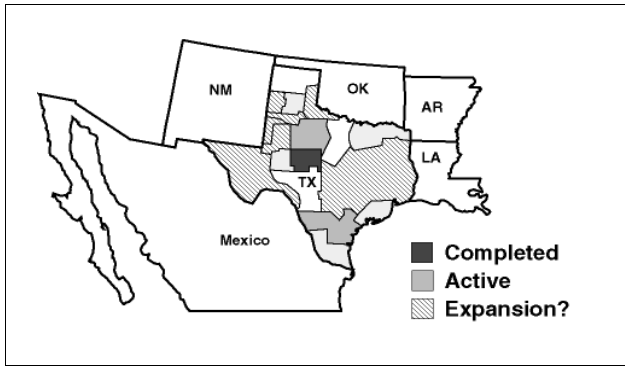 NM
OK
AR
LA
TX
Mexico
Completed
Active
Expansion?